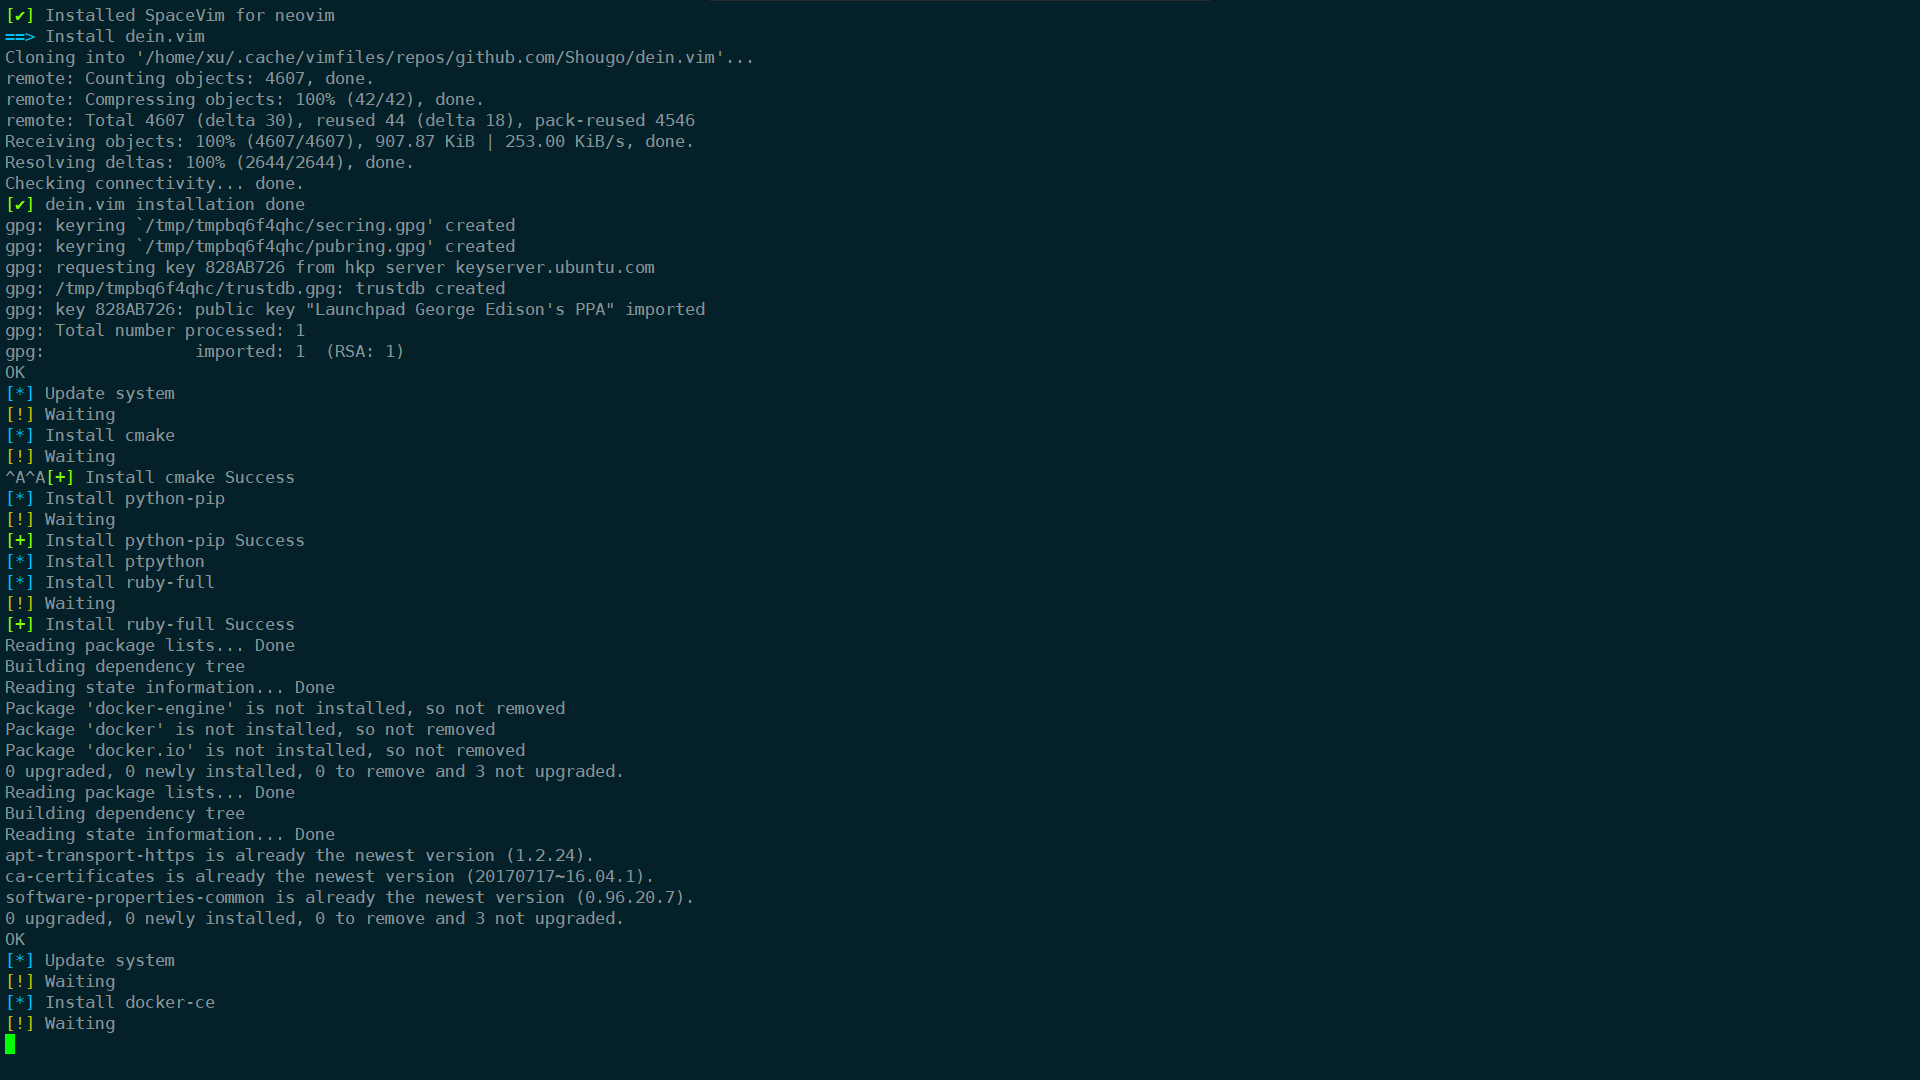 [✔] Installed SpaceVim for neovim
==> Install dein.vim
Cloning into '/home/xu/.cache/vimfiles/repos/github.com/Shougo/dein.vim'...
remote: Counting objects: 4607, done.
remote: Compressing objects: 100% (42/42), done.
remote: Total 4607 (delta 30), reused 44 (delta 18), pack-reused 4546
Receiving objects: 100% (4607/4607), 907.87 KiB | 253.00 KiB/s, done.
Resolving deltas: 100% (2644/2644), done.
Checking connectivity... done.
[✔] dein.vim installation done
gpg: keyring `/tmp/tmpbq6f4qhc/secring.gpg' created
gpg: keyring `/tmp/tmpbq6f4qhc/pubring.gpg' created
gpg: requesting key 828AB726 from hkp server keyserver.ubuntu.com
gpg: /tmp/tmpbq6f4qhc/trustdb.gpg: trustdb created
gpg: key 828AB726: public key "Launchpad George Edison's PPA" imported
gpg: Total number processed: 1
gpg:               imported: 1  (RSA: 1)
OK
[*] Update system
[!] Waiting
[*] Install cmake
[!] Waiting
^A^A[+] Install cmake Success
[*] Install python-pip
[!] Waiting
[+] Install python-pip Success
[*] Install ptpython
[*] Install ruby-full
[!] Waiting
[+] Install ruby-full Success
Reading package lists... Done
Building dependency tree
Reading state information... Done
Package 'docker-engine' is not installed, so not removed
Package 'docker' is not installed, so not removed
Package 'docker.io' is not installed, so not removed
0 upgraded, 0 newly installed, 0 to remove and 3 not upgraded.
Reading package lists... Done
Building dependency tree
Reading state information... Done
apt-transport-https is already the newest version (1.2.24).
ca-certificates is already the newest version (20170717~16.04.1).
software-properties-common is already the newest version (0.96.20.7).
0 upgraded, 0 newly installed, 0 to remove and 3 not upgraded.
OK
[*] Update system
[!] Waiting
[*] Install docker-ce
[!] Waiting